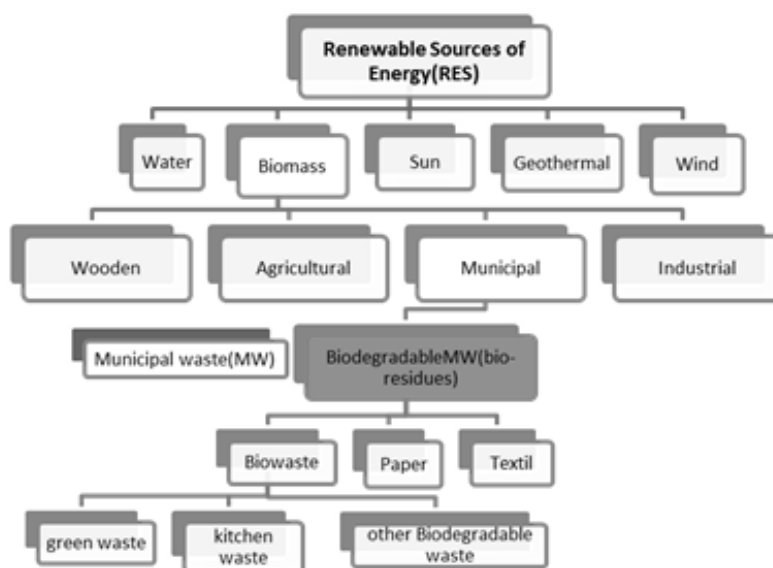 Renewable Sources of
Energy(RES)
Water
Biomass
Sun
Geothermal
Wind
Wooden
Agricultural
Municipal
Industrial
Municipal waste(MW)
BiodegradableMW(bio-
residues)
Biowaste
Paper
Textil
green waste
kitchen
waste
other Biodegradable
waste